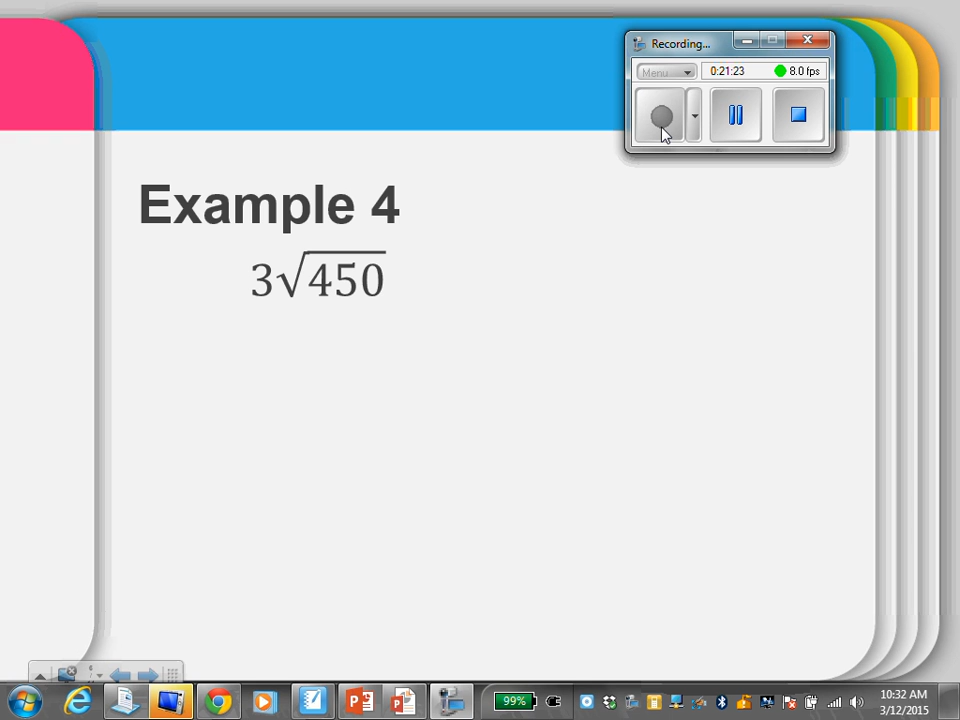 Recording...
Menu
0:21:23
8.0 fps
Example 4
3√450
99%
10:32 AM
3/12/2015